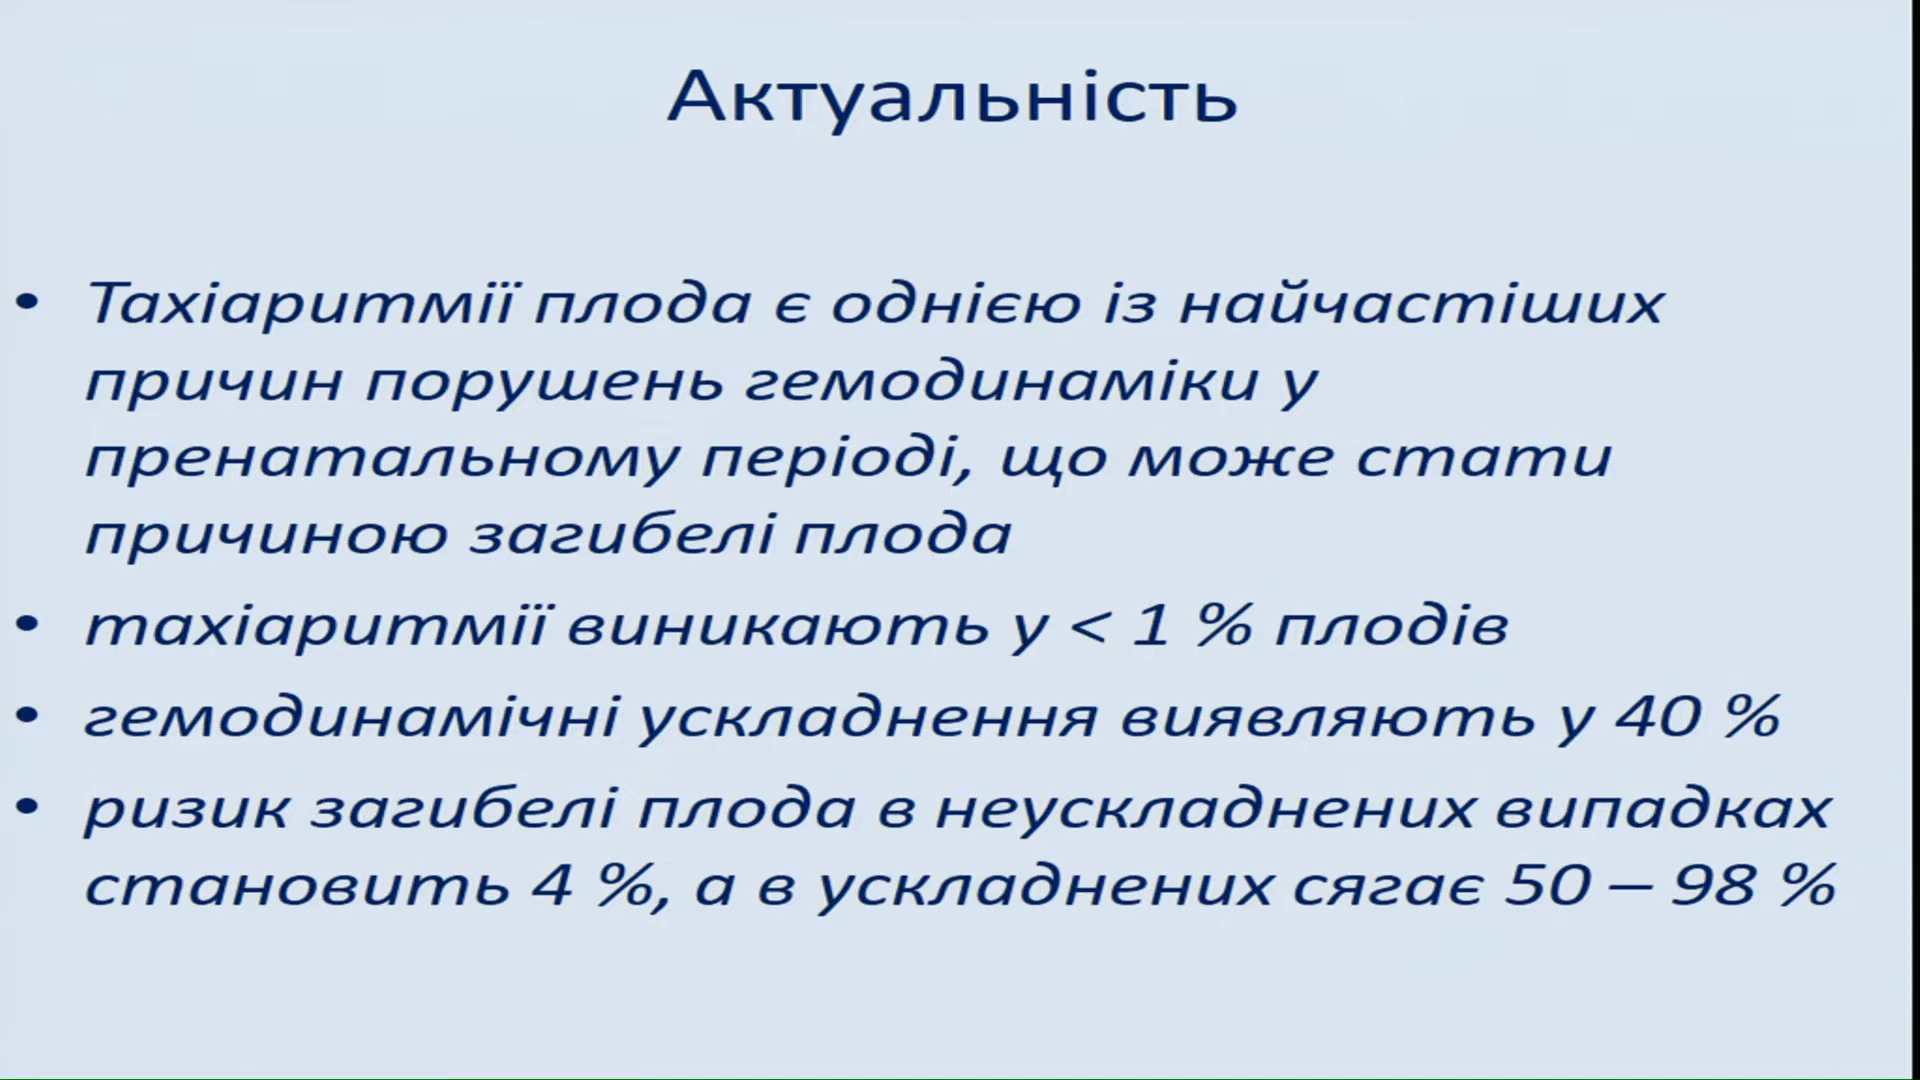 Актуальність
• Тахіаритмії плода є однією із найчастіших
причин порушень гемодинаміки у
пренатальному періоді, що може стати
причиною загибелі плода
• тахіаритмії виникають у < 1 % плодів
• гемодинамічні ускладнення виявляють у 40 %
• ризик загибелі плода в неускладнених випадках
становить 4 %, а в ускладнених сягає 50 – 98 %